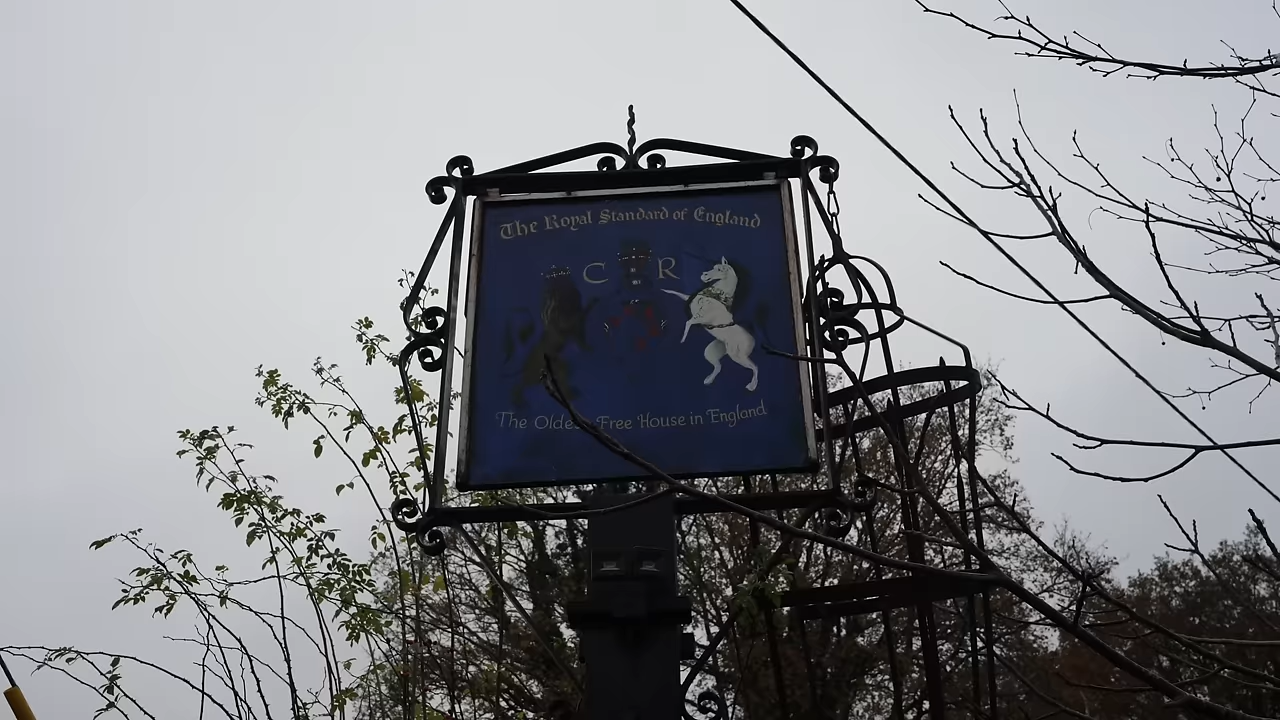 The Royal Standard of England
C R
The Oldest Free House in England